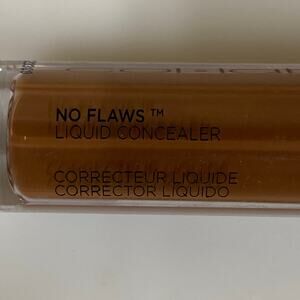 NO FLAWS™
LIQUID CONCEALER
CORRECTEUR LIQUIDE
CORRECTOR LÍQUIDO